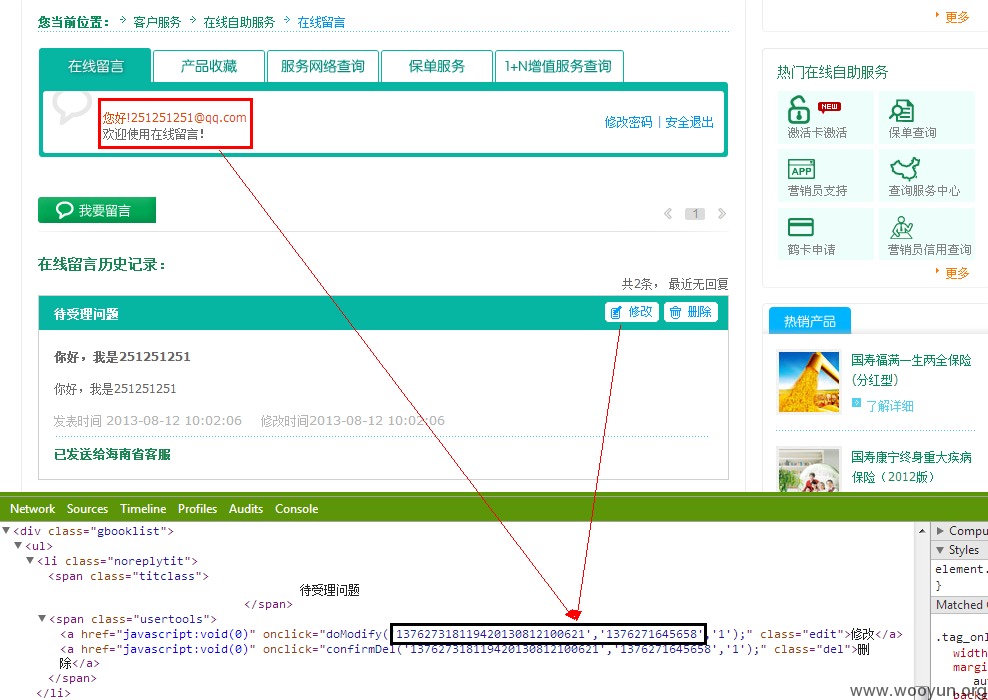 您当前位置： 客户服务 在线自助服务 在线留言
在线留言 产品收藏 服务网络查询 保单服务 1+N增值服务查询
您好!251251251@qq.com
欢迎使用在线留言!
修改密码 | 安全退出
我要留言
« 1 »
在线留言历史记录：
共2条， 最近无回复
待受理问题 修改 删除
你好，我是251251251
你好，我是251251251
发表时间 2013-08-12 10:02:06 修改时间2013-08-12 10:02:06
已发送给海南省客服
更多
热门在线自助服务
NEW
激活卡激活 保单查询
APP
营销员支持 查询服务中心
鹤卡申请 营销员信用查询
更多
热销产品
国寿福满一生两全保险
(分红型)
了解详细
国寿康宁终身重大疾病
保险（2012版）
Network Sources Timeline Profiles Audits Console
▼<div class="gbooklist">
▼<ul>
▼<li class="noreplytit">
<span class="titclass">
待受理问题
</span>
▼<span class="usertools">
<a href="javascript:void(0)" onclick="doModify('137627318119420130812100621','1376271645658','1');" class="edit">修改</a>
<a href="javascript:void(0)" onclick="confirmDel('137627318119420130812100621','1376271645658','1');" class="del">删
除</a>
</span>
</li>
▶ Compu
▼ Styles
element.
}
Matched
.tag_onl
width
margi
au
backg
www.wooyun.org